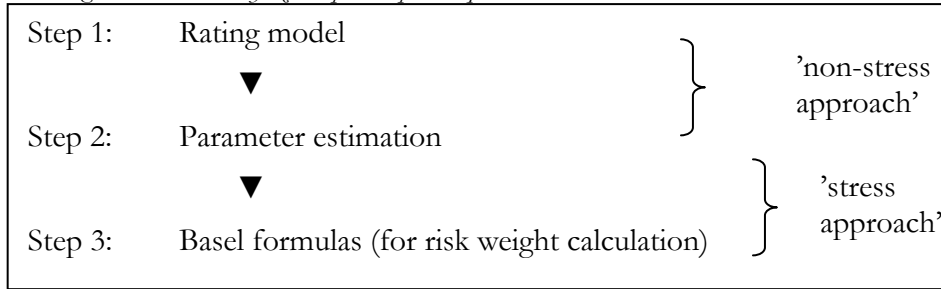 Step 1: Rating model
’non-stress
approach’
Step 2: Parameter estimation
’stress
approach’
Step 3: Basel formulas (for risk weight calculation)